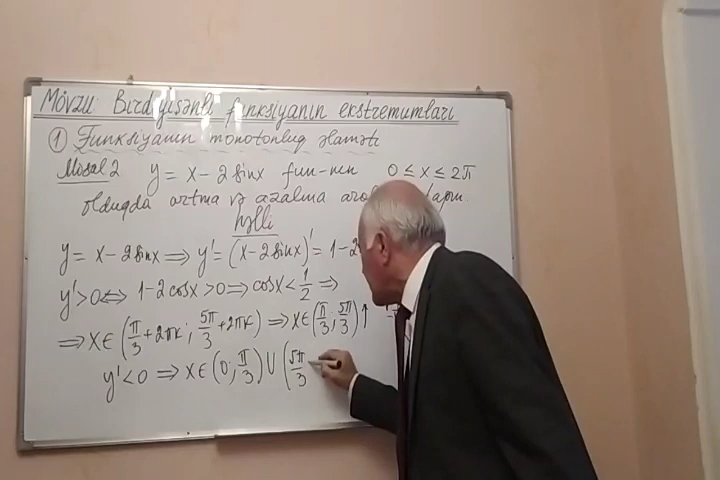 Mövzu: Birdəyişənli funksiyanın ekstremumları
① Funksiyanın monotonluq əlaməti
Misal 2 y = x - 2 sinx fun-nın 0 ≤ x ≤ 2π
olduqda artma və azalma
Həlli
y = x - 2sinx ⟹ y' = (x - 2sinx)' = 1 - 2
y' > 0 ⟺ 1 - 2cosx > 0 ⟹ cosx < 1/2 ⟹
⟹ x ∈ (π/3 + 2πk; 5π/3 + 2πk) ⟹ x ∈ (π/3; 5π/3) ↑
y' < 0 ⟹ x ∈ (0; π/3) ∪ (5π/3